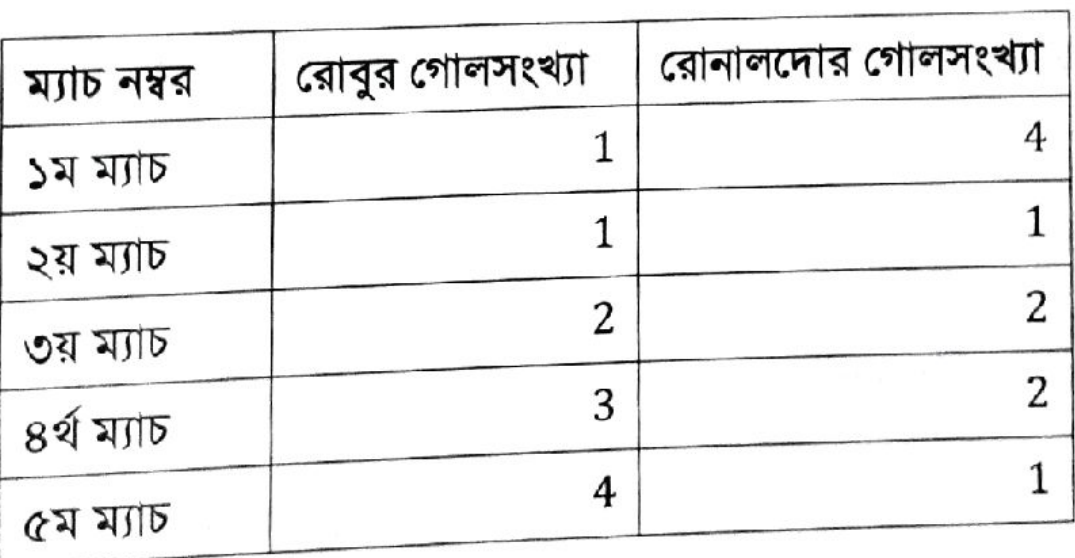 ম্যাচ নম্বর রোবুর গোলসংখ্যা রোনালদোর গোলসংখ্যা
১ম ম্যাচ 1 4
২য় ম্যাচ 1 1
৩য় ম্যাচ 2 2
৪র্থ ম্যাচ 3 2
৫ম ম্যাচ 4 1